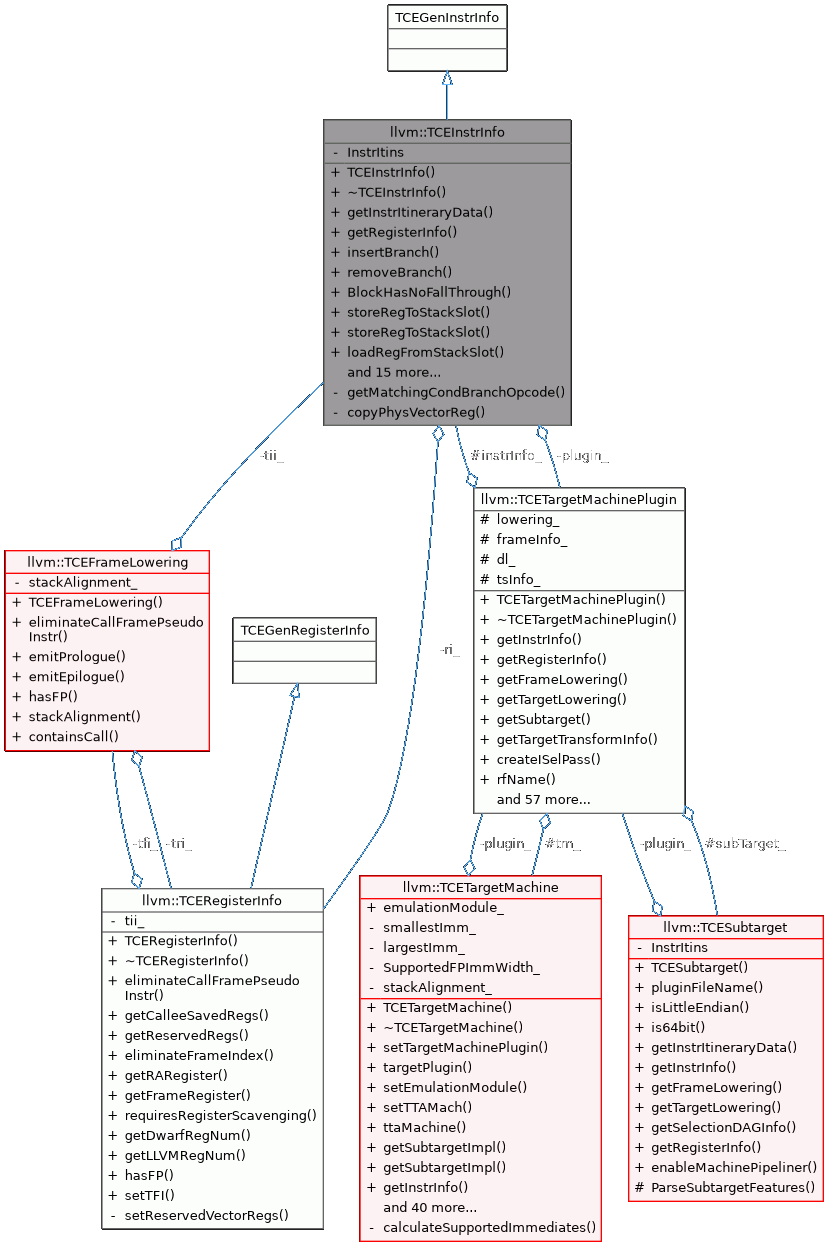 TCEGenInstrInfo
llvm::TCEInstrInfo
- InstrItins
+ TCEInstrInfo()
+ ~TCEInstrInfo()
+ getInstrItineraryData()
+ getRegisterInfo()
+ insertBranch()
+ removeBranch()
+ BlockHasNoFallThrough()
+ storeRegToStackSlot()
+ storeRegToStackSlot()
+ loadRegFromStackSlot()
and 15 more...
- getMatchingCondBranchOpcode()
- copyPhysVectorReg()
-tii_
#instrInfo_
-plugin_
llvm::TCEFrameLowering
- stackAlignment_
+ TCEFrameLowering()
+ eliminateCallFramePseudo
Instr()
+ emitPrologue()
+ emitEpilogue()
+ hasFP()
+ stackAlignment()
+ containsCall()
TCEGenRegisterInfo
-ri_
llvm::TCETargetMachinePlugin
# lowering_
# frameInfo_
# dl_
# tsInfo_
+ TCETargetMachinePlugin()
+ ~TCETargetMachinePlugin()
+ getInstrInfo()
+ getRegisterInfo()
+ getFrameLowering()
+ getTargetLowering()
+ getSubtarget()
+ getTargetTransformInfo()
+ createISelPass()
+ rfName()
and 57 more...
-tfi_
-tri_
-plugin_
#tm_
-plugin_
#subTarget_
llvm::TCERegisterInfo
- tii_
+ TCERegisterInfo()
+ ~TCERegisterInfo()
+ eliminateCallFramePseudo
Instr()
+ getCalleeSavedRegs()
+ getReservedRegs()
+ eliminateFrameIndex()
+ getRARegister()
+ getFrameRegister()
+ requiresRegisterScavenging()
+ getDwarfRegNum()
+ getLLVMRegNum()
+ hasFP()
+ setTFI()
- setReservedVectorRegs()
llvm::TCETargetMachine
+ emulationModule_
- smallestImm_
- largestImm_
- SupportedFPImmWidth_
- stackAlignment_
+ TCETargetMachine()
+ ~TCETargetMachine()
+ setTargetMachinePlugin()
+ targetPlugin()
+ setEmulationModule()
+ setTTAMach()
+ ttaMachine()
+ getSubtargetImpl()
+ getSubtargetImpl()
+ getInstrInfo()
and 40 more...
- calculateSupportedImmediates()
llvm::TCESubtarget
- InstrItins
+ TCESubtarget()
+ pluginFileName()
+ isLittleEndian()
+ is64bit()
+ getInstrItineraryData()
+ getInstrInfo()
+ getFrameLowering()
+ getTargetLowering()
+ getSelectionDAGInfo()
+ getRegisterInfo()
+ enableMachinePipeliner()
# ParseSubtargetFeatures()